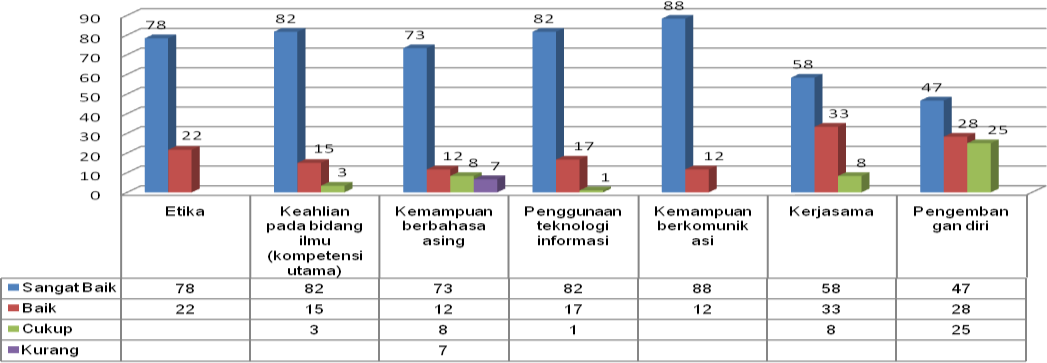 90
80
70
60
50
40
30
20
10
0
78
22
82
15
3
73
12
8
7
82
17
1
88
12
58
33
8
47
28
25
Etika
Keahlian
pada bidang
ilmu
(kompetensi
utama)
Kemampuan
berbahasa
asing
Penggunaan
teknologi
informasi
Kemampuan
berkomunik
asi
Kerjasama
Pengemban
gan diri
Sangat Baik 78 82 73 82 88 58 47
Baik 22 15 12 17 12 33 28
Cukup 3 8 1 8 25
Kurang 7